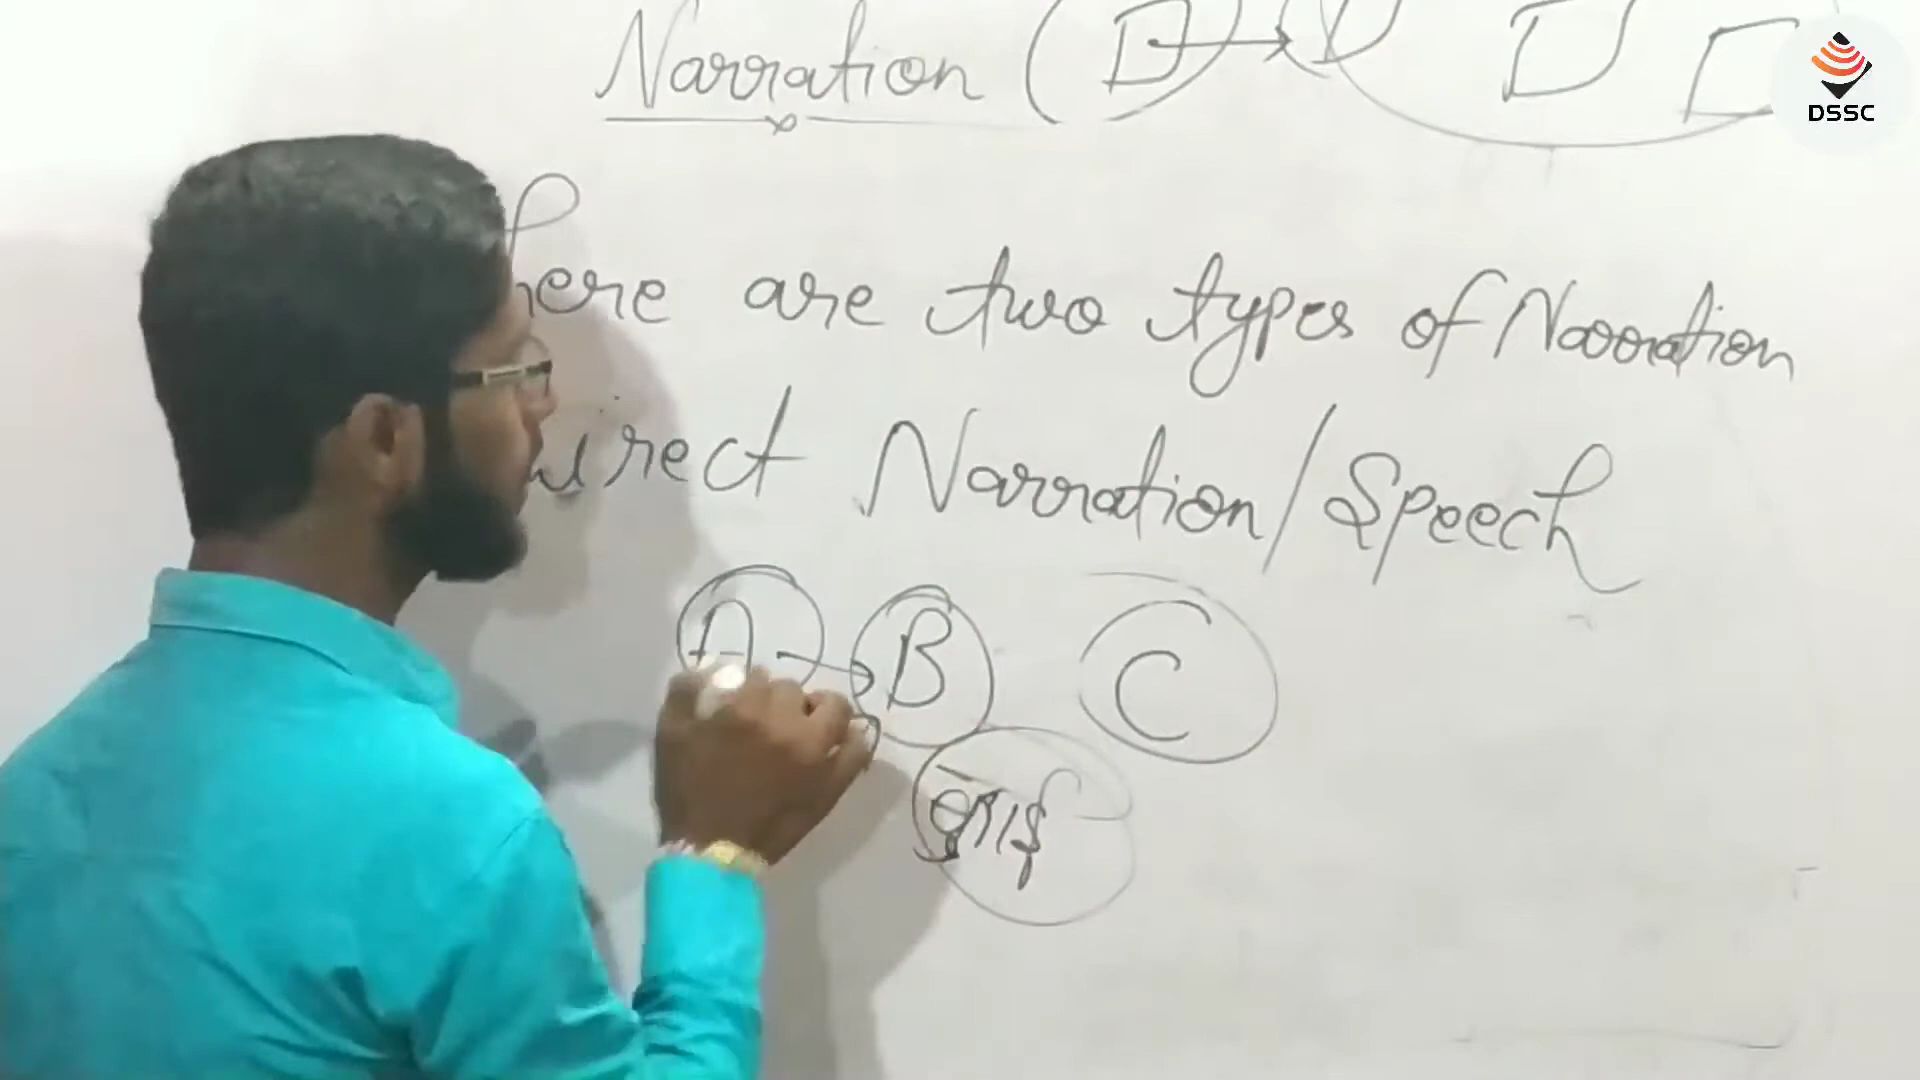 Narration (
DSSC
here are two types of Narration
irect Narration/Speech
A B C